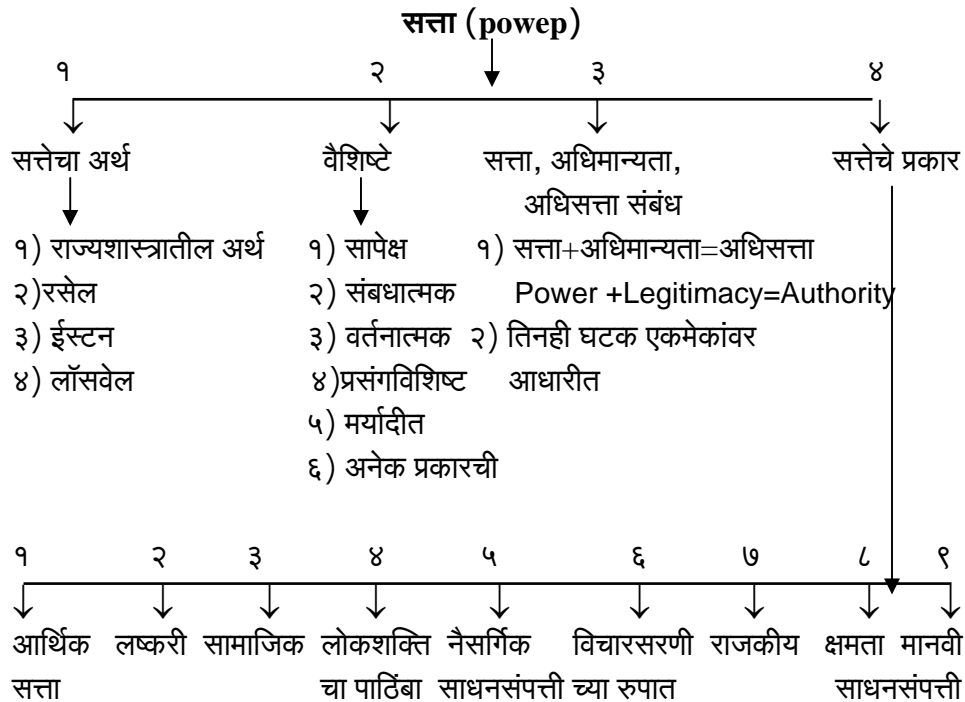 सत्ता (powep)
१ २ ३ ४
सत्तेचा अर्थ वैशिष्टे सत्ता, अधिमान्यता, सत्तेचे प्रकार
अधिसत्ता संबंध
१) राज्यशास्त्रातील अर्थ १) सापेक्ष १) सत्ता+अधिमान्यता=अधिसत्ता
२)रसेल २) संबधात्मक Power +Legitimacy=Authority
३) ईस्टन ३) वर्तनात्मक २) तिनही घटक एकमेकांवर
४) लॉसवेल ४)प्रसंगविशिष्ट आधारीत
५) मर्यादीत
६) अनेक प्रकारची
१ २ ३ ४ ५ ६ ७ ८ ९
आर्थिक लष्करी सामाजिक लोकशक्ति नैसर्गिक विचारसरणी राजकीय क्षमता मानवी
सत्ता चा पाठिंबा साधनसंपत्ती च्या रुपात साधनसंपत्ती